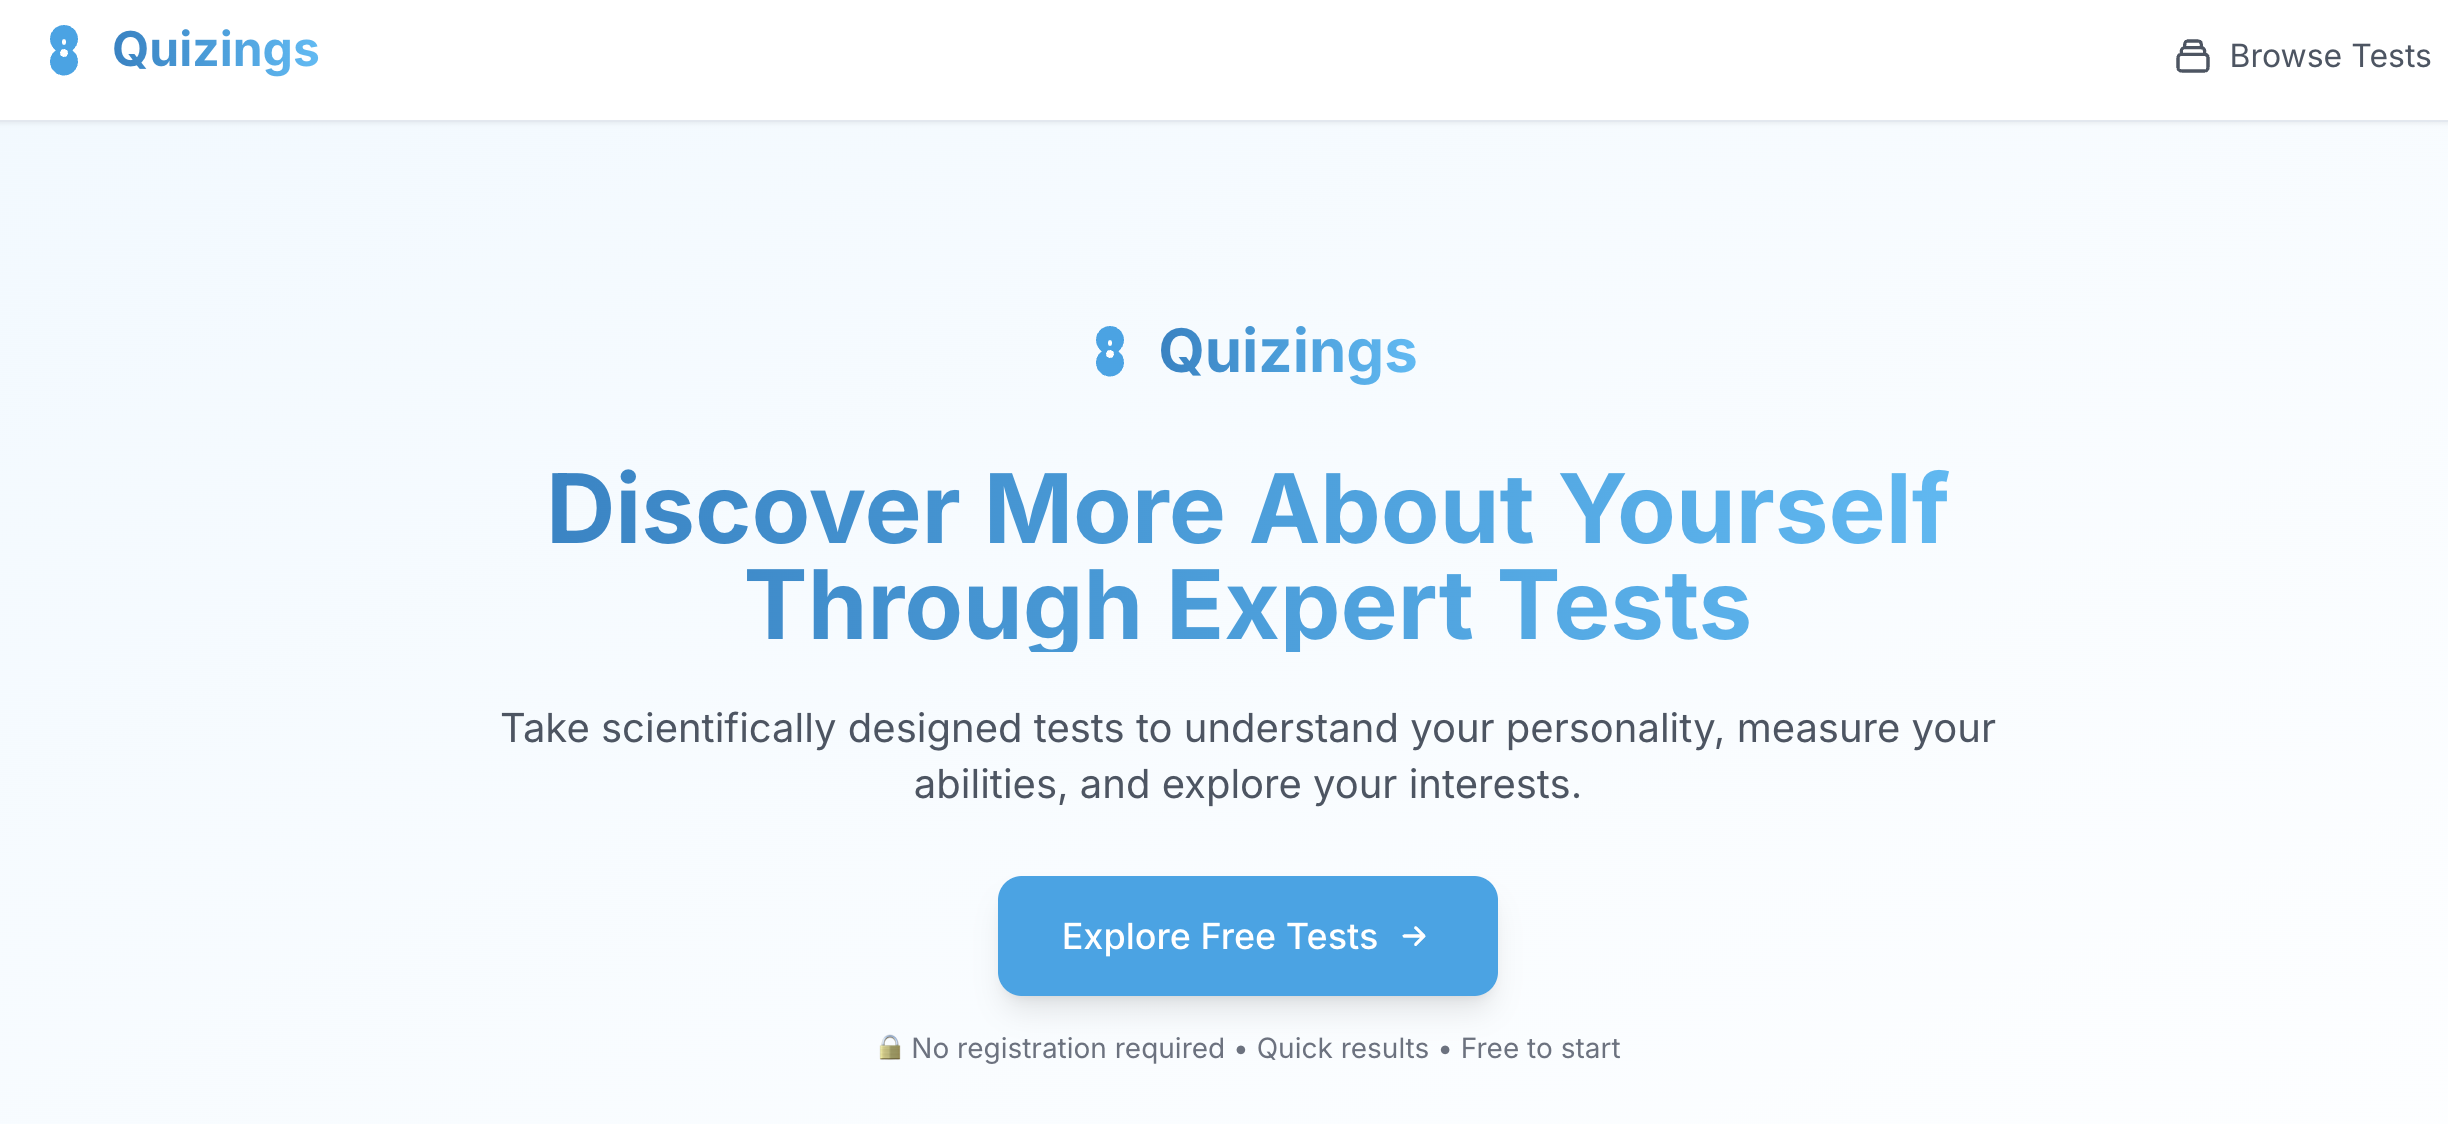 Quizings
Browse Tests
Quizings
Discover More About Yourself
Through Expert Tests
Take scientifically designed tests to understand your personality, measure your
abilities, and explore your interests.
Explore Free Tests →
🔒 No registration required • Quick results • Free to start